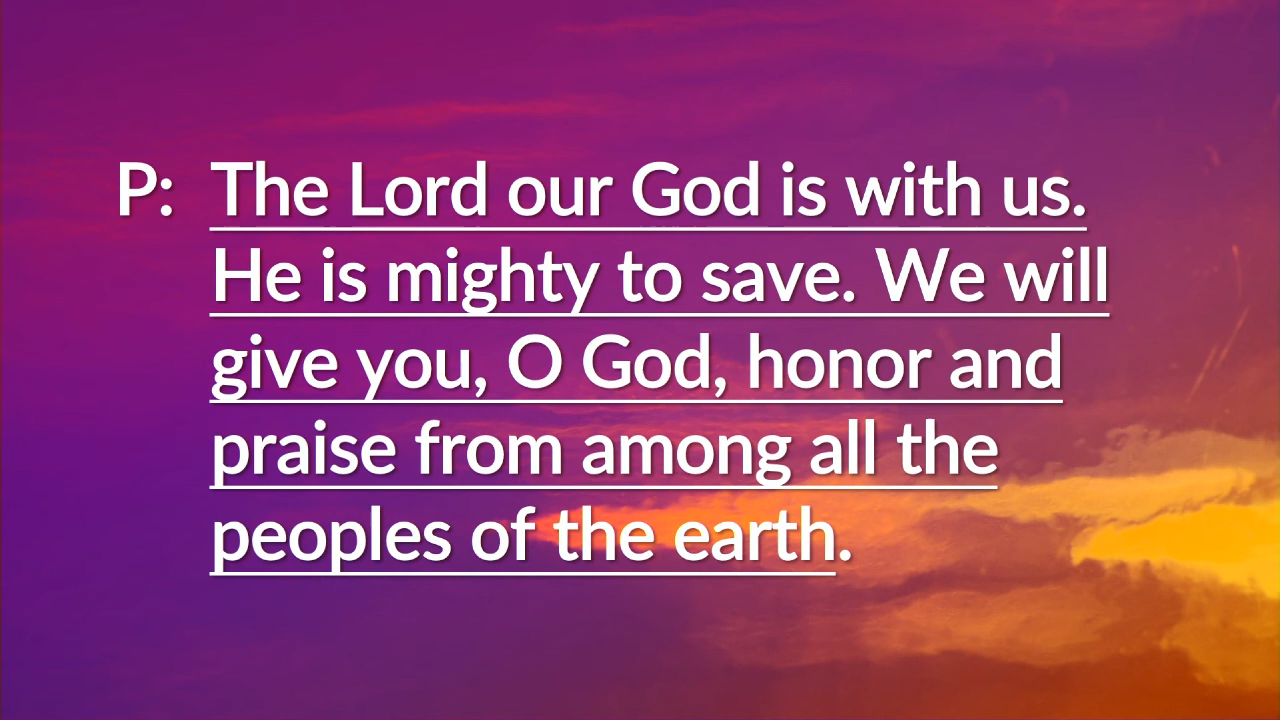 P: The Lord our God is with us.
He is mighty to save. We will
give you, O God, honor and
praise from among all the
peoples of the earth.